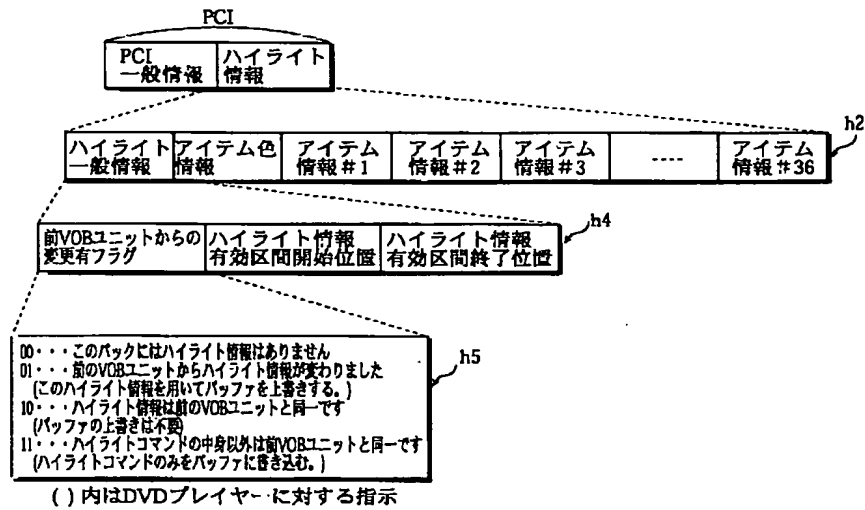 PCI
PCI
一般情報
ハイライト
情報
h2
ハイライト
一般情報
アイテム色
情報
アイテム
情報#1
アイテム
情報#2
アイテム
情報#3
----
アイテム
情報#36
h4
前VOBユニットからの
変更有フラグ
ハイライト情報
有効区間開始位置
ハイライト情報
有効区間終了位置
h5
00・・・このパックにはハイライト情報はありません
01・・・前のVOBユニットからハイライト情報が変わりました
(このハイライト情報を用いてバッファを上書きする。)
10・・・ハイライト情報は前のVOBユニットと同一です
(バッファの上書きは不要)
11・・・ハイライトコマンドの中身以外は前VOBユニットと同一です
(ハイライトコマンドのみをバッファに書き込む。)
( ) 内はDVDプレイヤーに対する指示